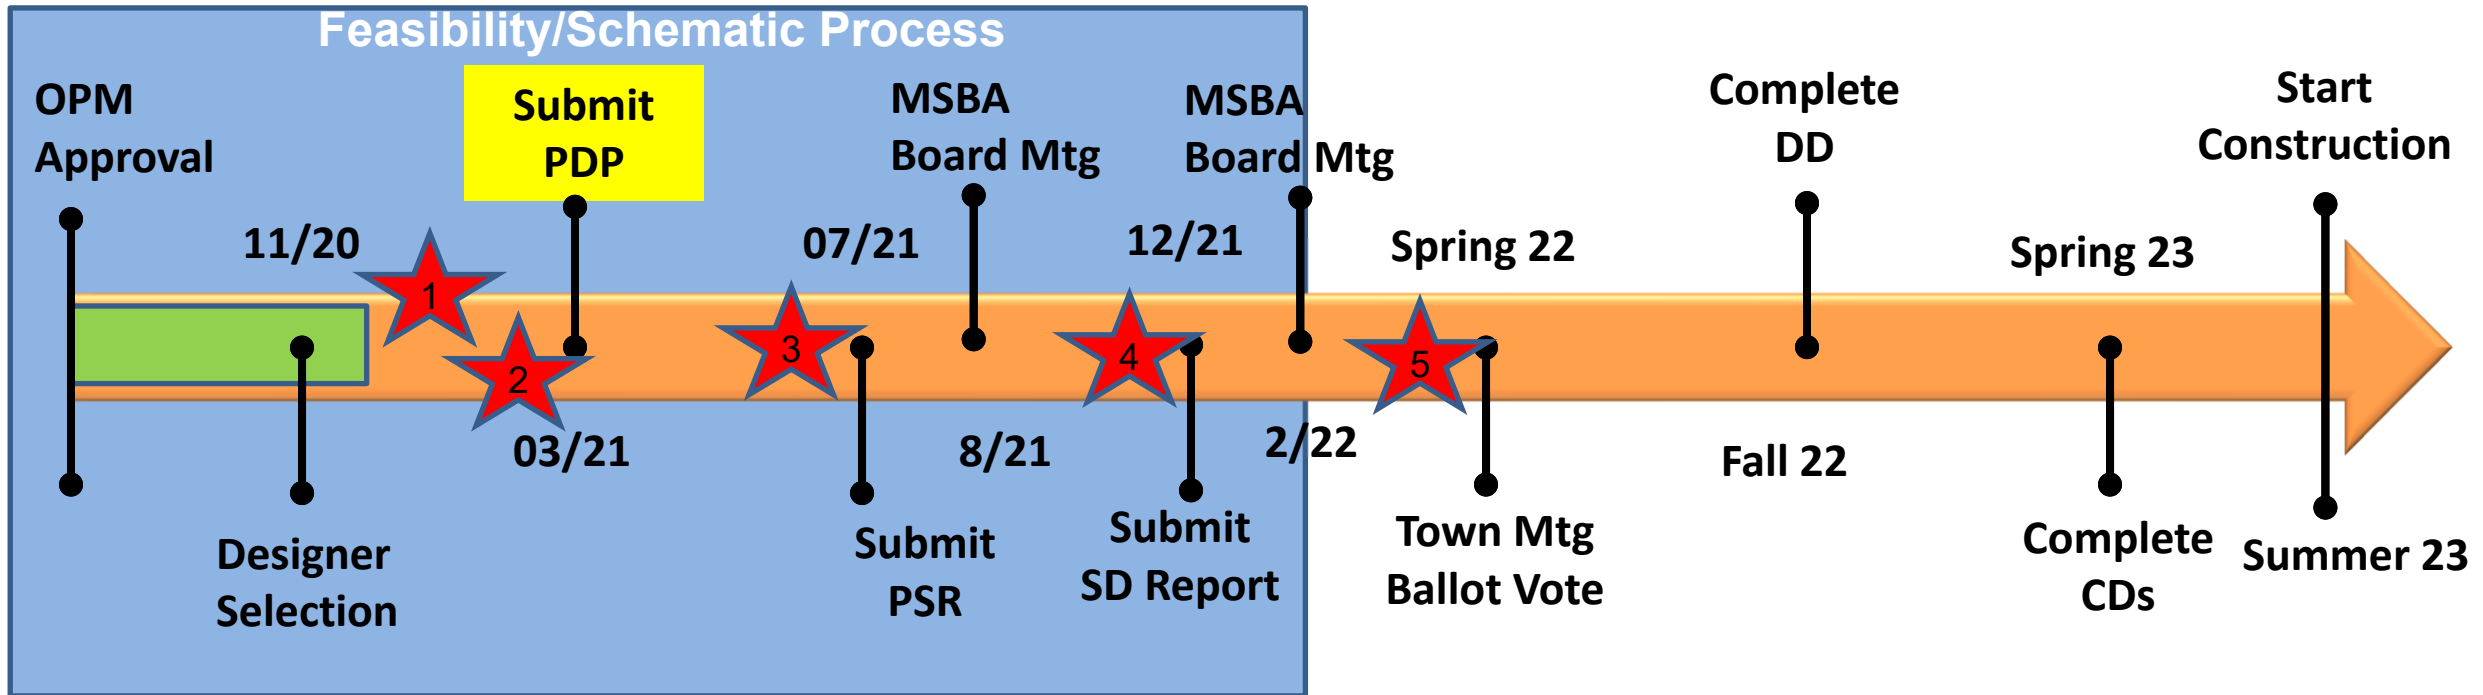 Feasibility/Schematic Process
OPM
Approval
Submit
PDP
MSBA
Board Mtg
MSBA
Board Mtg
Complete
DD
Start
Construction
11/20
07/21
12/21
Spring 22
Spring 23
1
2
3
4
5
03/21
8/21
2/22
Fall 22
Designer
Selection
Submit
PSR
Submit
SD Report
Town Mtg
Ballot Vote
Complete
CDs
Summer 23